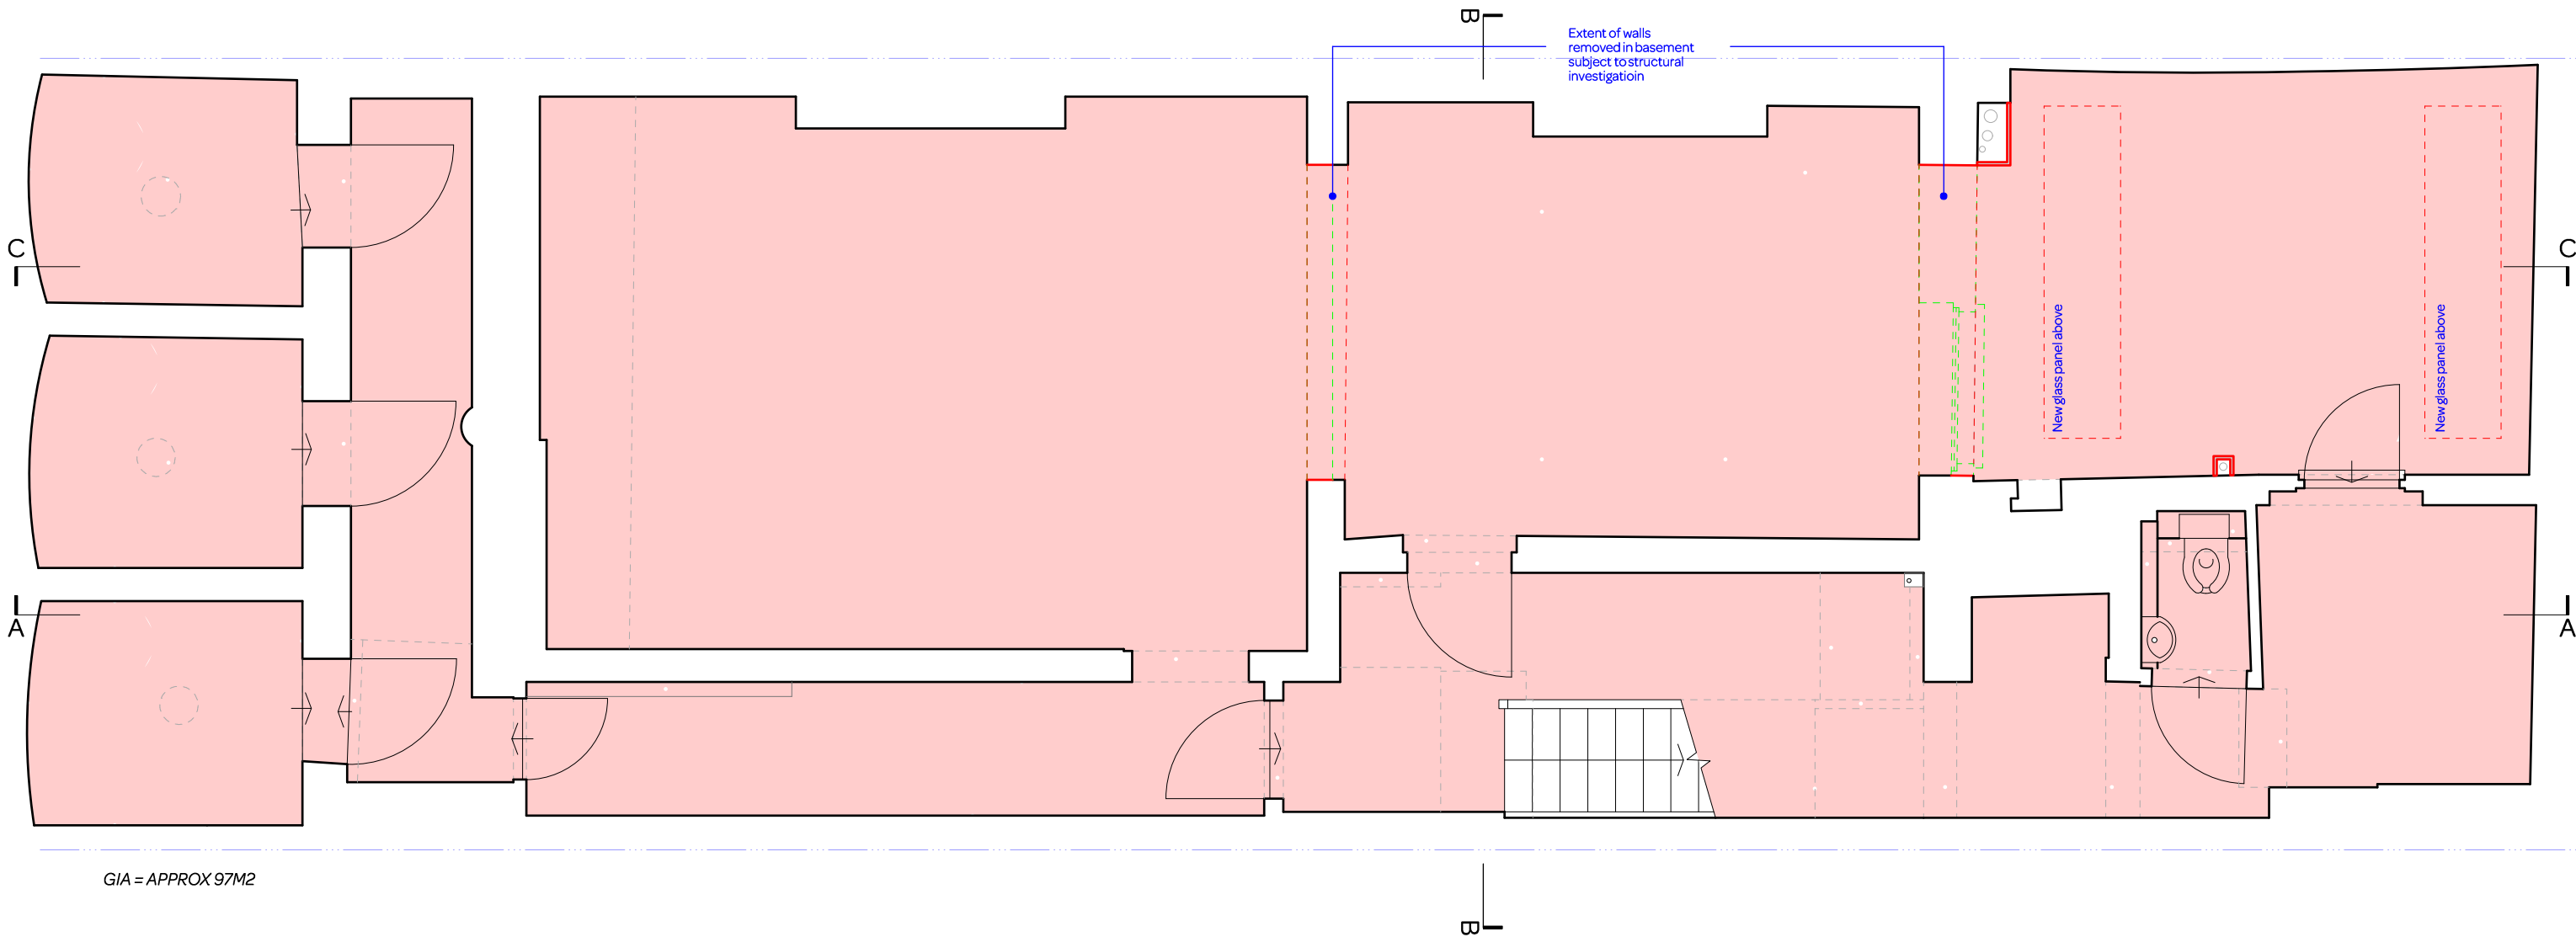 B
Extent of walls
removed in basement
subject to structural
investigatioin
C
C
New glass panel above
New glass panel above
A
A
GIA = APPROX 97M2
B